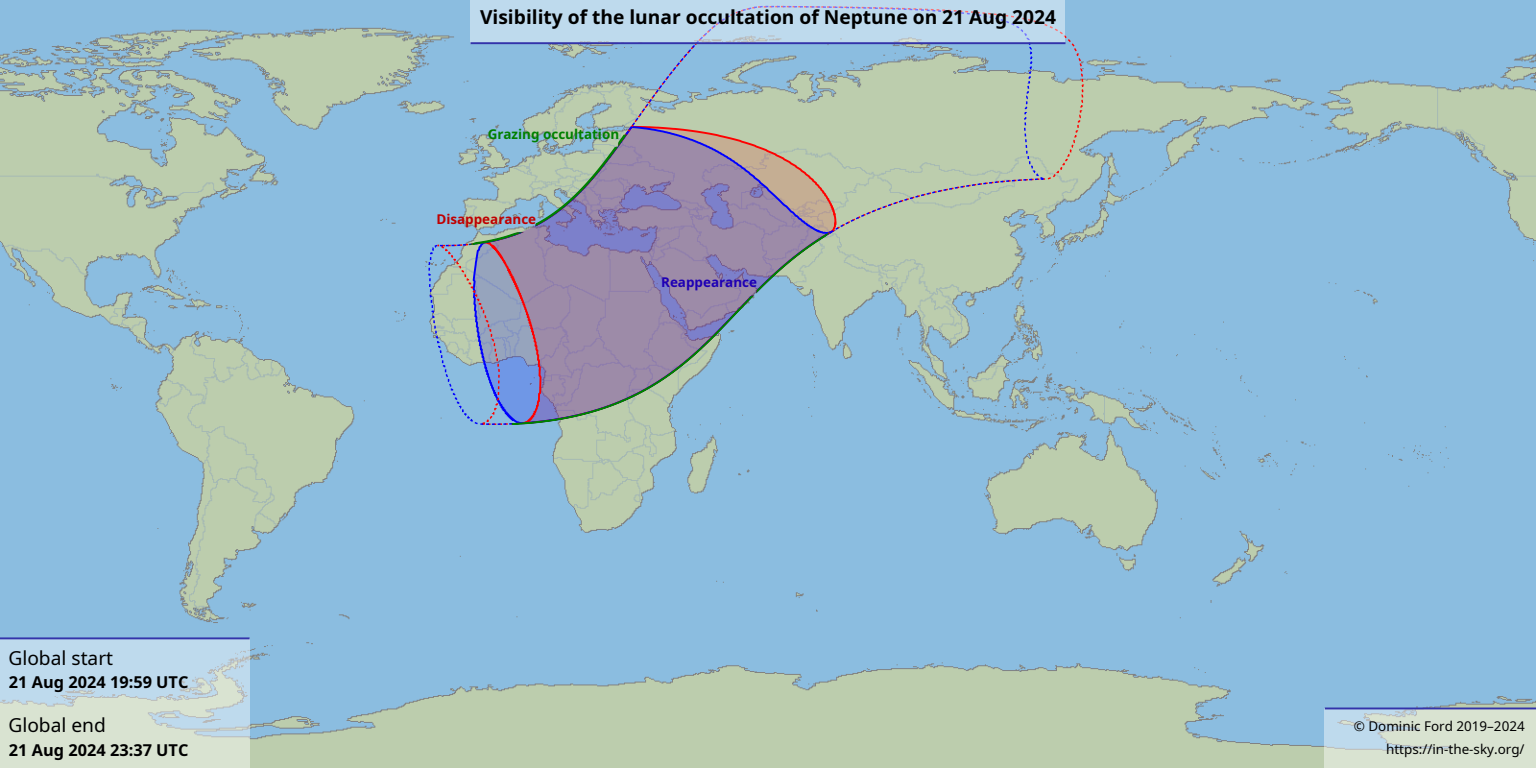 Visibility of the lunar occultation of Neptune on 21 Aug 2024
Grazing occultation
Disappearance
Reappearance
Global start
21 Aug 2024 19:59 UTC
Global end
21 Aug 2024 23:37 UTC
© Dominic Ford 2019–2024
https://in-the-sky.org/